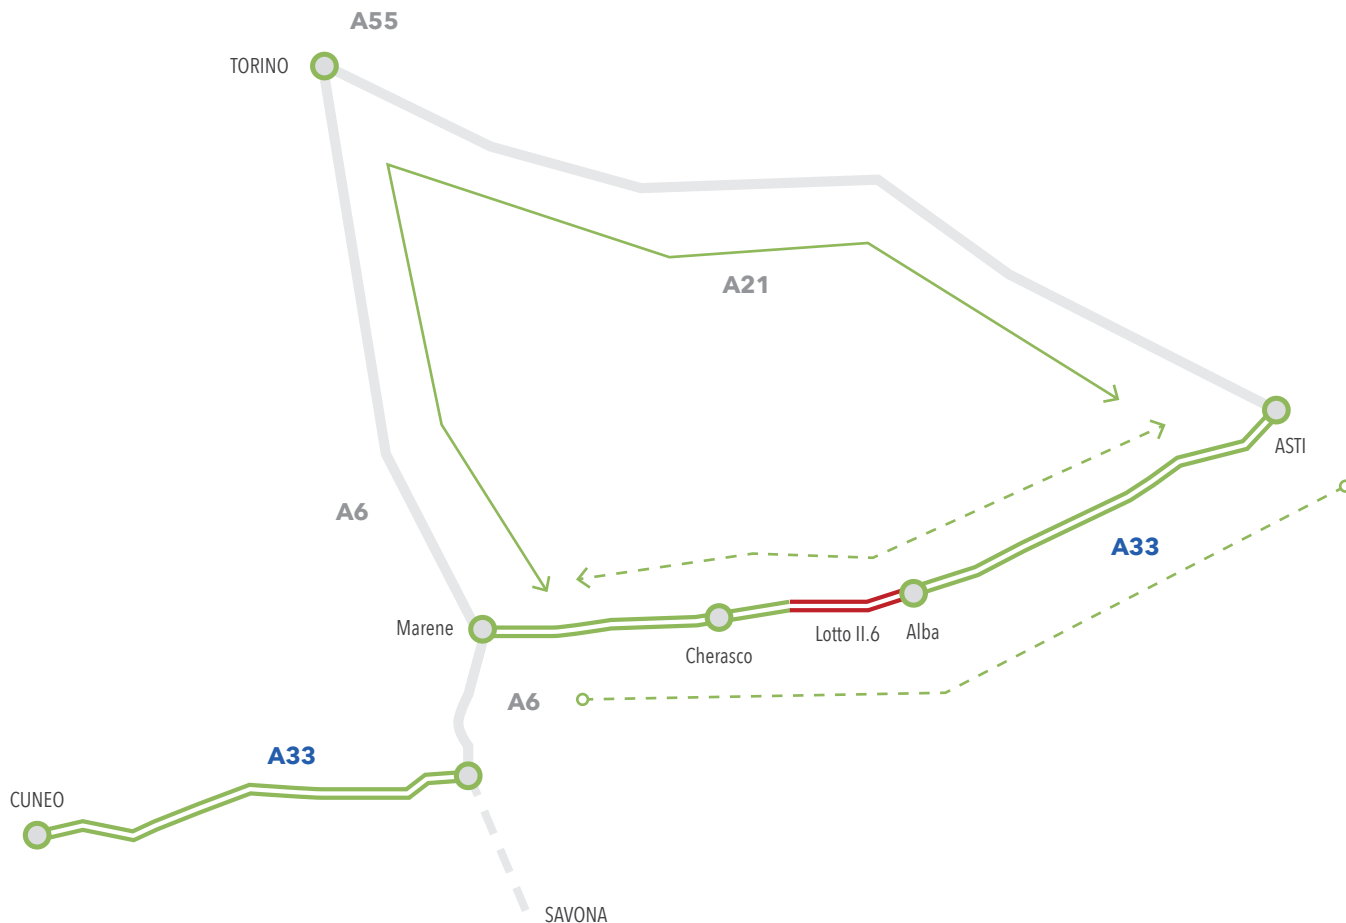 A55
TORINO
A21
ASTI
A6
A33
Marene
Lotto II.6
Alba
Cherasco
A6
A33
CUNEO
SAVONA